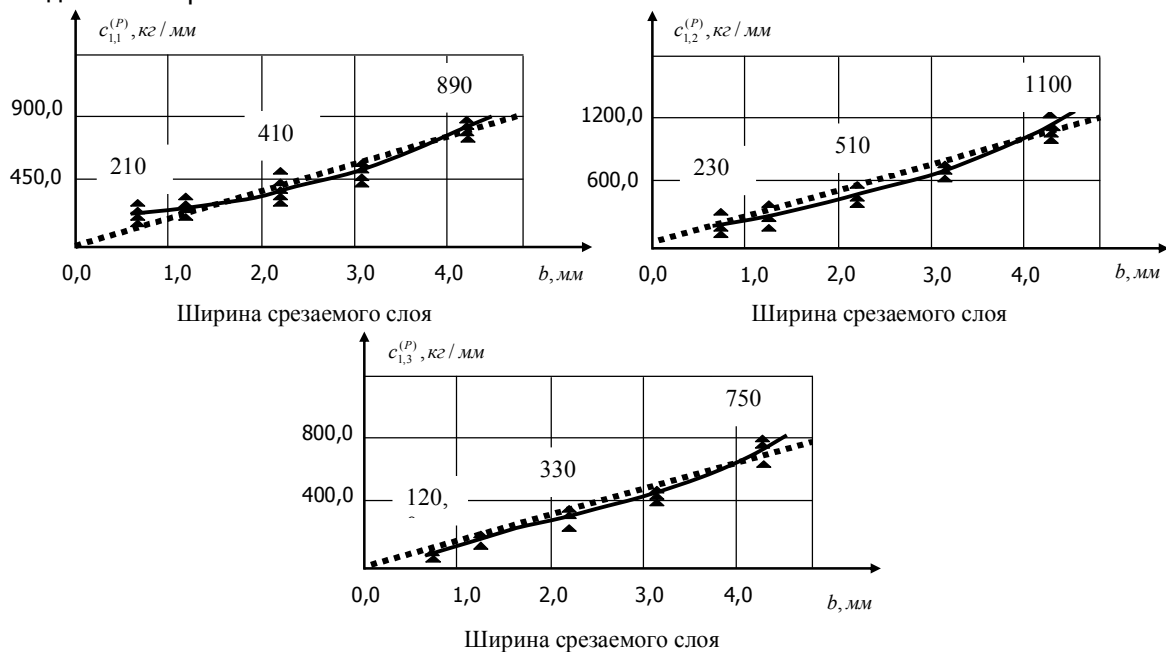 c_{1,1}^{(P)}, кг / мм
890
900,0
410
210
450,0
0,0 1,0 2,0 3,0 4,0 b, мм
Ширина срезаемого слоя
c_{1,2}^{(P)}, кг / мм
1100
1200,0
510
230
600,0
0,0 1,0 2,0 3,0 4,0 b, мм
Ширина срезаемого слоя
c_{1,3}^{(P)}, кг / мм
750
800,0
330
400,0
120,
0,0 1,0 2,0 3,0 4,0 b, мм
Ширина срезаемого слоя